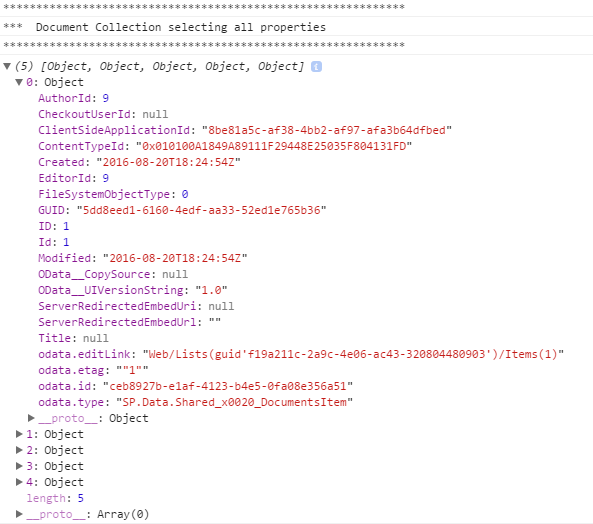 ************************************************************
***  Document Collection selecting all properties
************************************************************
▼ (5) [Object, Object, Object, Object, Object] i
▼ 0: Object
AuthorId: 9
CheckoutUserId: null
ClientSideApplicationId: "8be81a5c-af38-4bb2-af97-afa3b64dfbed"
ContentTypeId: "0x010100A1849A89111F29448E25035F804131FD"
Created: "2016-08-20T18:24:54Z"
EditorId: 9
FileSystemObjectType: 0
GUID: "5dd8eed1-6160-4edf-aa33-52ed1e765b36"
ID: 1
Id: 1
Modified: "2016-08-20T18:24:54Z"
OData__CopySource: null
OData__UIVersionString: "1.0"
ServerRedirectedEmbedUri: null
ServerRedirectedEmbedUrl: ""
Title: null
odata.editLink: "Web/Lists(guid'f19a211c-2a9c-4e06-ac43-320804480903')/Items(1)"
odata.etag: ""1""
odata.id: "ceb8927b-e1af-4123-b4e5-0fa08e356a51"
odata.type: "SP.Data.Shared_x0020_DocumentsItem"
▶ __proto__: Object
▶ 1: Object
▶ 2: Object
▶ 3: Object
▶ 4: Object
length: 5
▶ __proto__: Array(0)